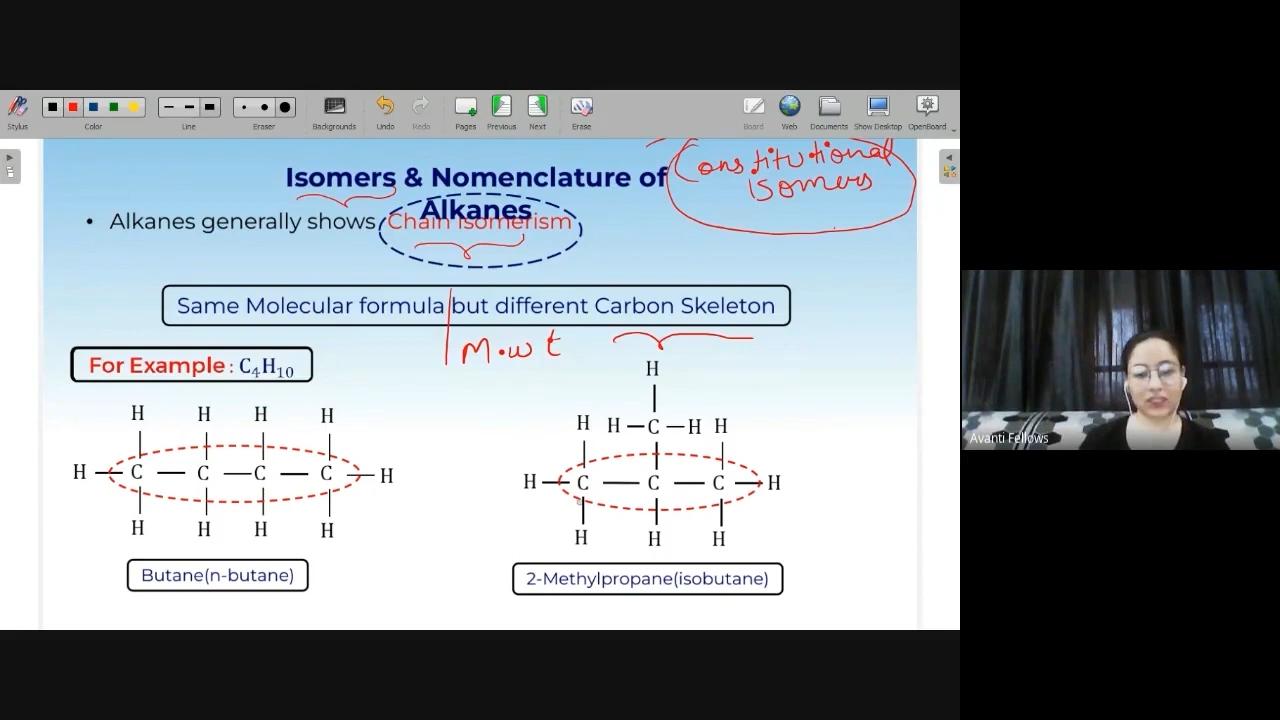 Stylus
Color
Line
Eraser
Backgrounds
Undo
Redo
Pages
Previous
Next
Erase
Board
Web
Documents
Show Desktop
OpenBoard
Isomers & Nomenclature of
Alkanes
Constitutional
Isomers
• Alkanes generally shows Chain isomerism
Same Molecular formula but different Carbon Skeleton
M.wt
For Example : C₄H₁₀
H H H H
H — C — C — C — C — H
H H H H
Butane(n-butane)
H
H H — C — H H
H — C — C — C — H
H H H
2-Methylpropane(isobutane)
Avanti Fellows